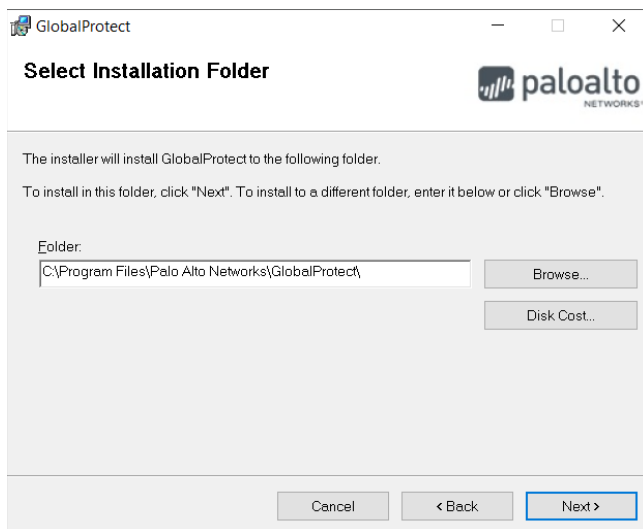 GlobalProtect
Select Installation Folder
paloalto
NETWORKS
The installer will install GlobalProtect to the following folder.
To install in this folder, click "Next". To install to a different folder, enter it below or click "Browse".
Folder:
C:\Program Files\Palo Alto Networks\GlobalProtect\
Browse...
Disk Cost...
Cancel
< Back
Next >